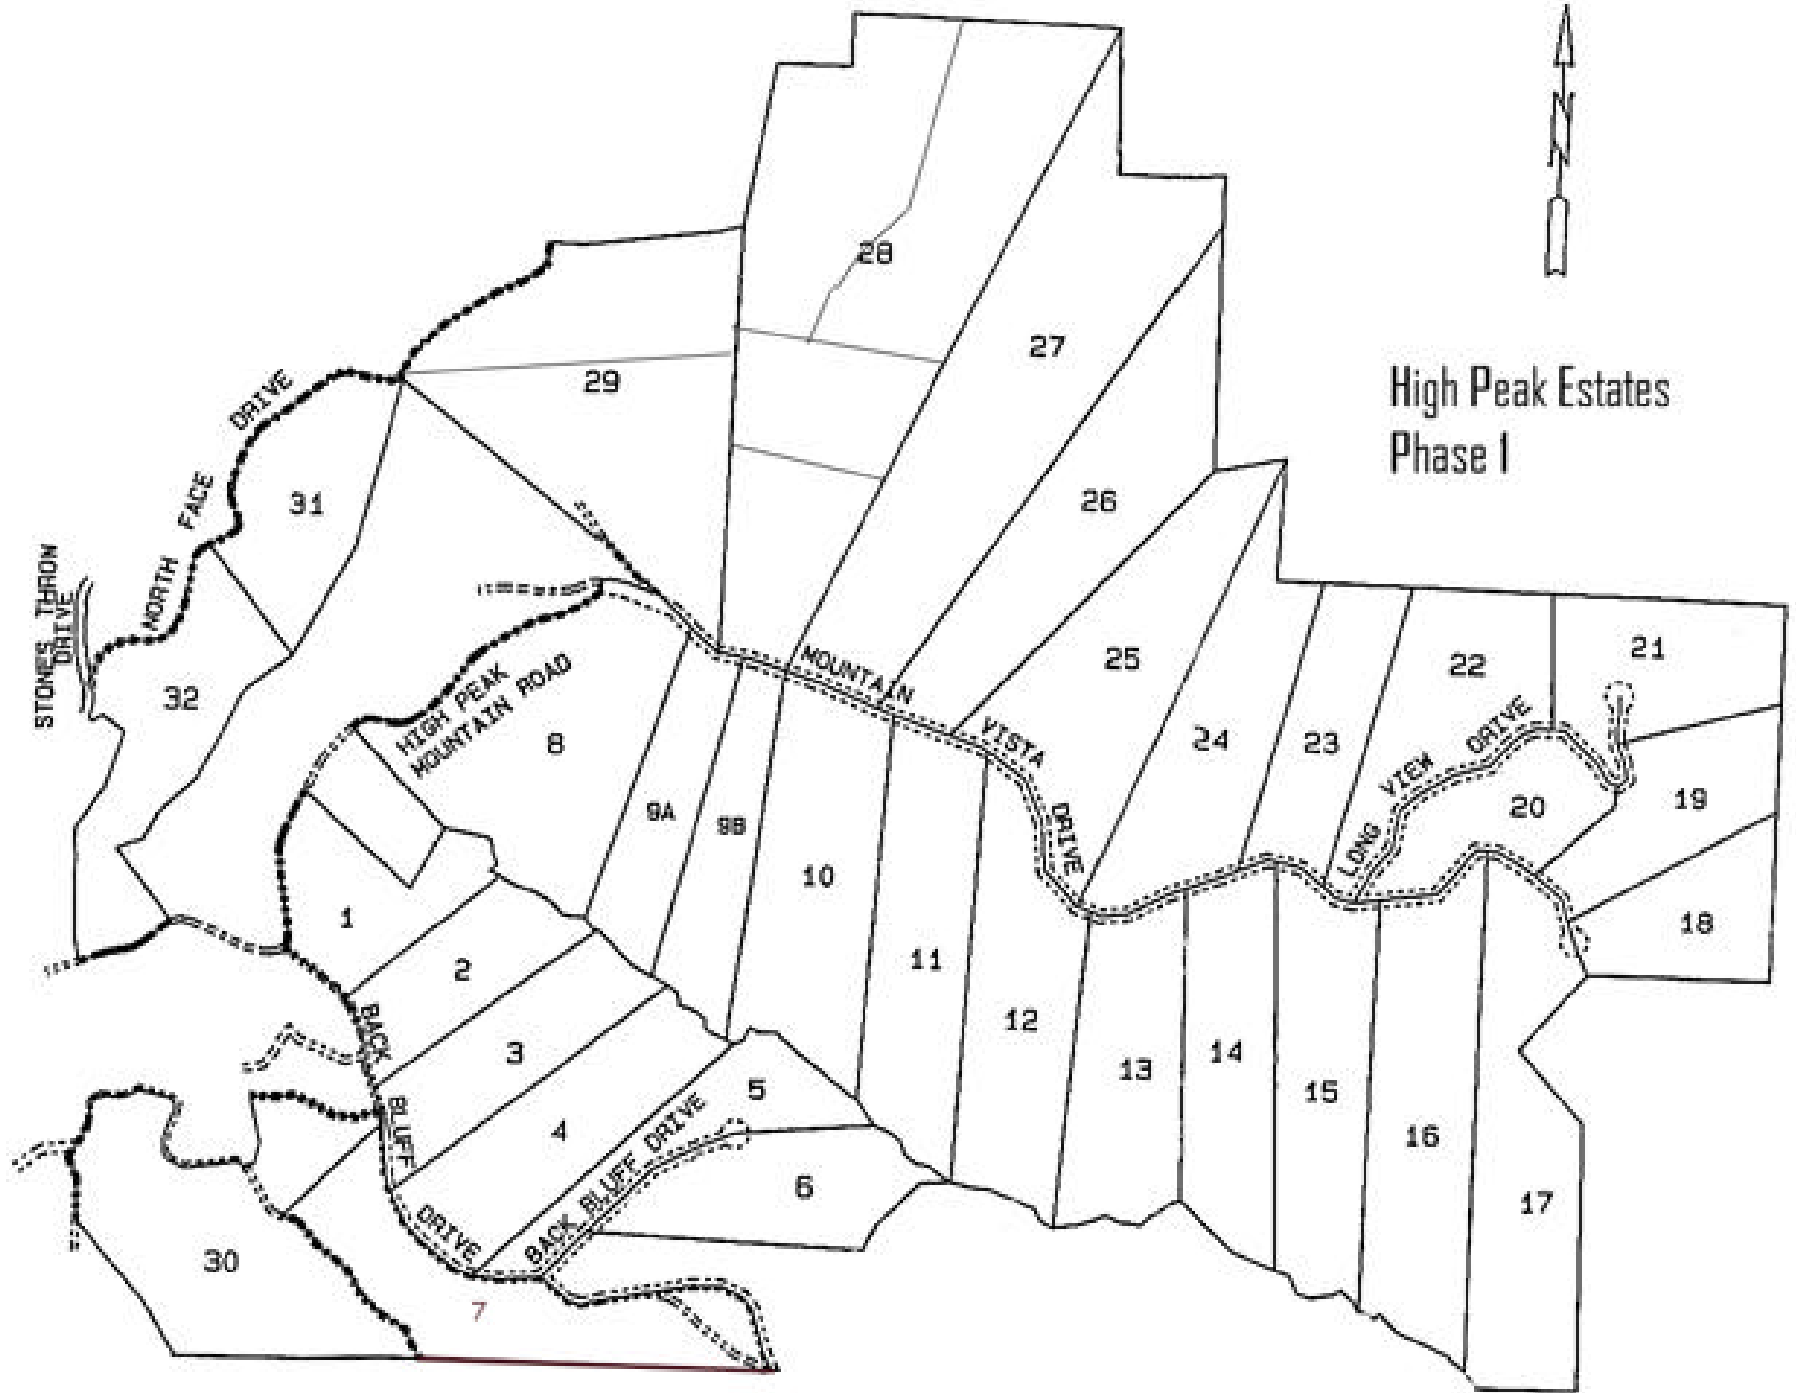 N
28
27
29
High Peak Estates
Phase 1
NORTH FACE DRIVE
31
26
STONES THROW DRIVE
32
HIGH PEAK
MOUNTAIN ROAD
8
MOUNTAIN VISTA DRIVE
25
24
23
22
21
LONG VIEW DRIVE
20
19
18
9A
9B
10
11
12
13
14
15
16
17
1
2
3
4
5
6
BACK BLUFF DRIVE
BACK BLUFF DRIVE
30
7